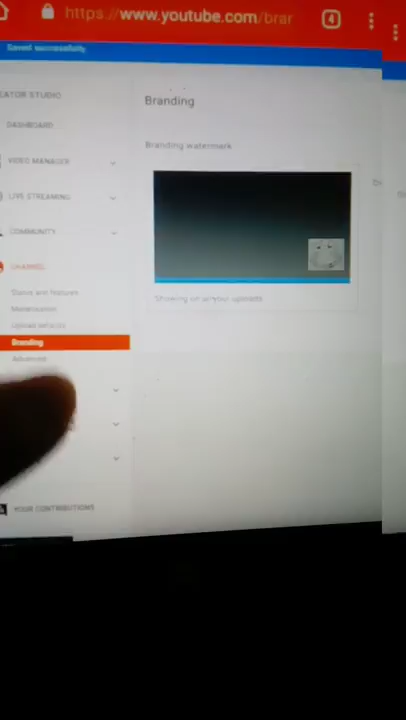 https://www.youtube.com/brar
4
Saved successfully.
EATOR STUDIO
DASHBOARD
VIDEO MANAGER
LIVE STREAMING
COMMUNITY
CHANNEL
Status and features
Monetization
Upload defaults
Branding
Advanced
YOUR CONTRIBUTIONS
Branding
Branding watermark
Showing on all your uploads